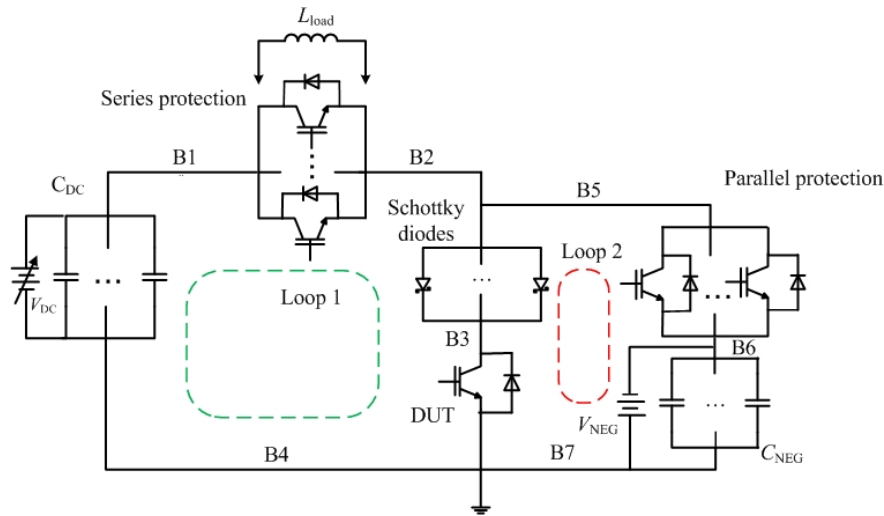 L_load
Series protection
B1
B2
C_DC
B5
Parallel protection
Schottky
diodes
Loop 2
...
...
...
...
V_DC
Loop 1
B3
B6
DUT
V_NEG
...
C_NEG
B4
B7